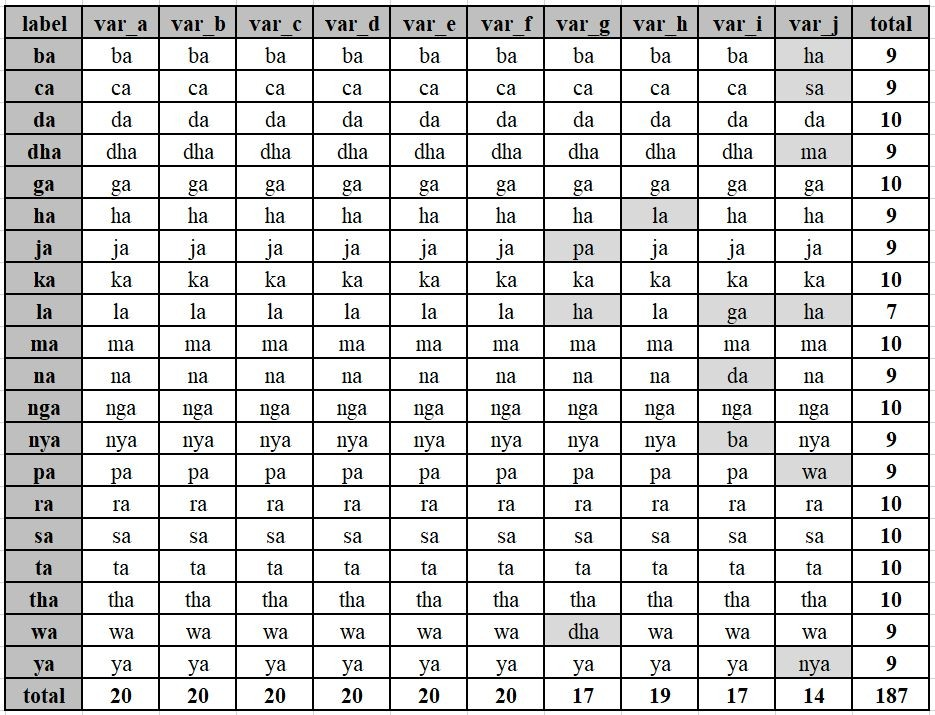 label var_a var_b var_c var_d var_e var_f var_g var_h var_i var_j total
ba ba ba ba ba ba ba ba ba ba ha 9
ca ca ca ca ca ca ca ca ca ca sa 9
da da da da da da da da da da da 10
dha dha dha dha dha dha dha dha dha dha ma 9
ga ga ga ga ga ga ga ga ga ga ga 10
ha ha ha ha ha ha ha ha la ha ha 9
ja ja ja ja ja ja ja pa ja ja ja 9
ka ka ka ka ka ka ka ka ka ka ka 10
la la la la la la la ha la ga ha 7
ma ma ma ma ma ma ma ma ma ma ma 10
na na na na na na na na na da na 9
nga nga nga nga nga nga nga nga nga nga nga 10
nya nya nya nya nya nya nya nya nya ba nya 9
pa pa pa pa pa pa pa pa pa pa wa 9
ra ra ra ra ra ra ra ra ra ra ra 10
sa sa sa sa sa sa sa sa sa sa sa 10
ta ta ta ta ta ta ta ta ta ta ta 10
tha tha tha tha tha tha tha tha tha tha tha 10
wa wa wa wa wa wa wa dha wa wa wa 9
ya ya ya ya ya ya ya ya ya ya nya 9
total 20 20 20 20 20 20 17 19 17 14 187